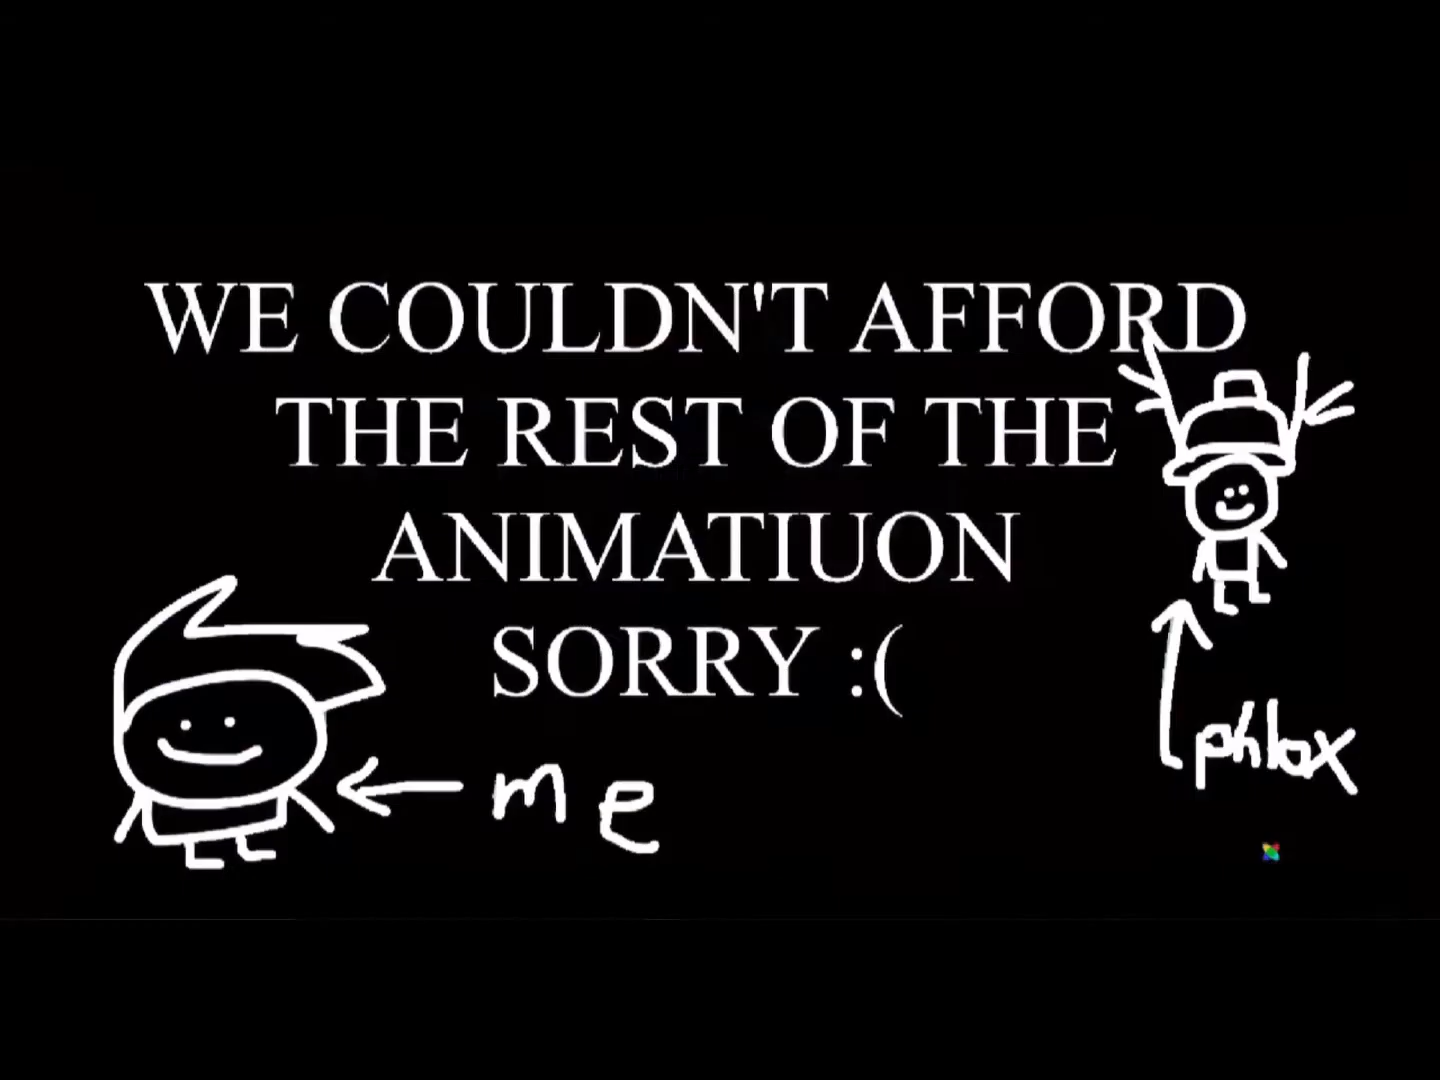 WE COULDN'T AFFORD
THE REST OF THE
ANIMATIUON
SORRY :(
me
phlox